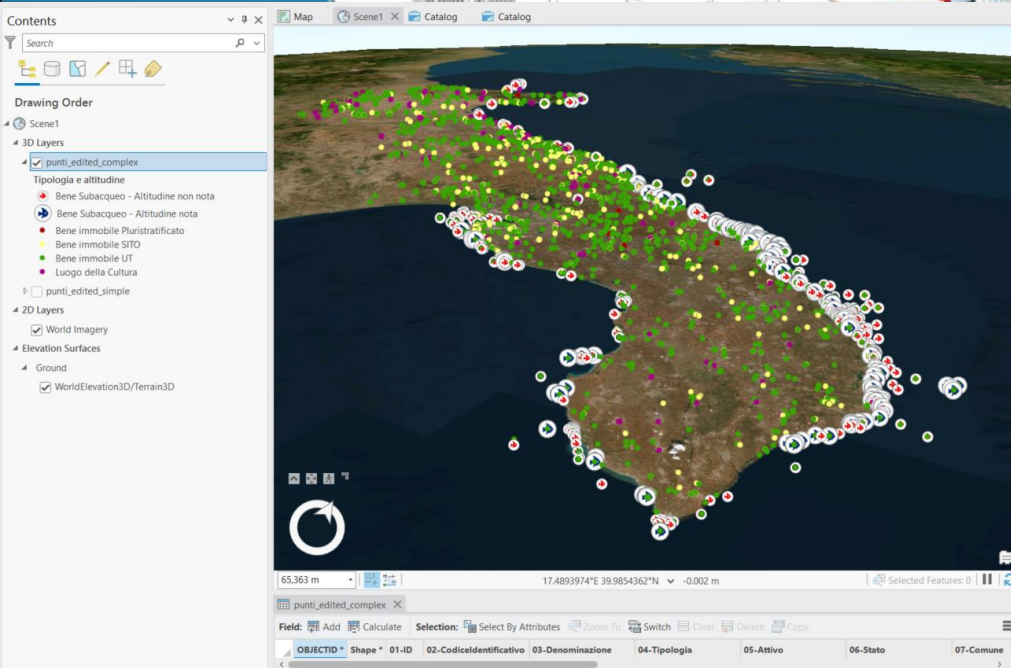 Contents
Search
Drawing Order
Scene1
3D Layers
punti_edited_complex
Tipologia e altitudine
Bene Subacqueo - Altitudine non nota
Bene Subacqueo - Altitudine nota
Bene immobile Pluristratificato
Bene immobile SITO
Bene immobile UT
Luogo della Cultura
punti_edited_simple
2D Layers
World Imagery
Elevation Surfaces
Ground
WorldElevation3D/Terrain3D
Map Scene1 Catalog Catalog
65,363 m 17.4893974°E 39.9854362°N -0.002 m Selected Features: 0
punti_edited_complex
Field: Add Calculate Selection: Select By Attributes Zoom To Switch Clear Delete Copy
OBJECTID * Shape * 01-ID 02-CodiceIdentificativo 03-Denominazione 04-Tipologia 05-Attivo 06-Stato 07-Comune